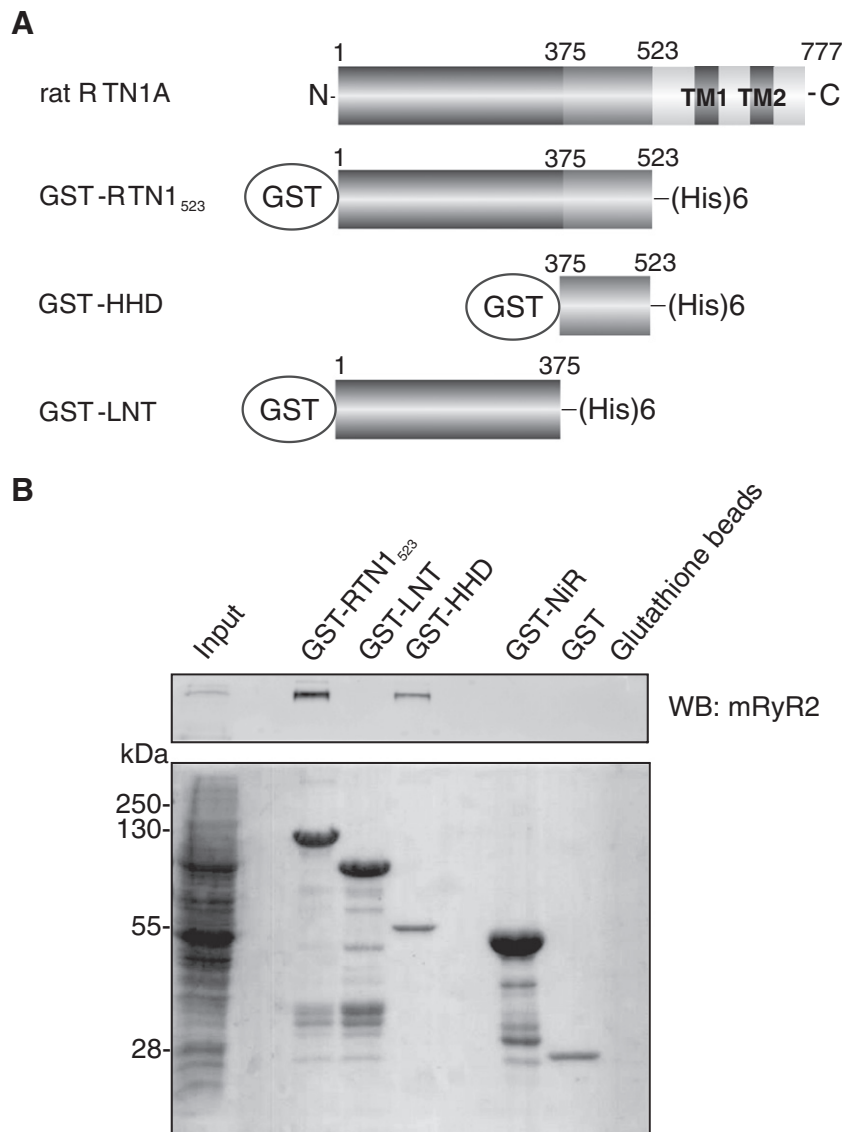 A
1 375 523 777
rat RTN1A N- TM1 TM2 -C
1 375 523
GST-RTN1523 GST (His)6
375 523
GST-HHD GST (His)6
1 375
GST-LNT GST (His)6
B
Input GST-RTN1523 GST-LNT GST-HHD GST-NiR GST Glutathione beads
WB: mRyR2
kDa
250-
130-
55-
28-